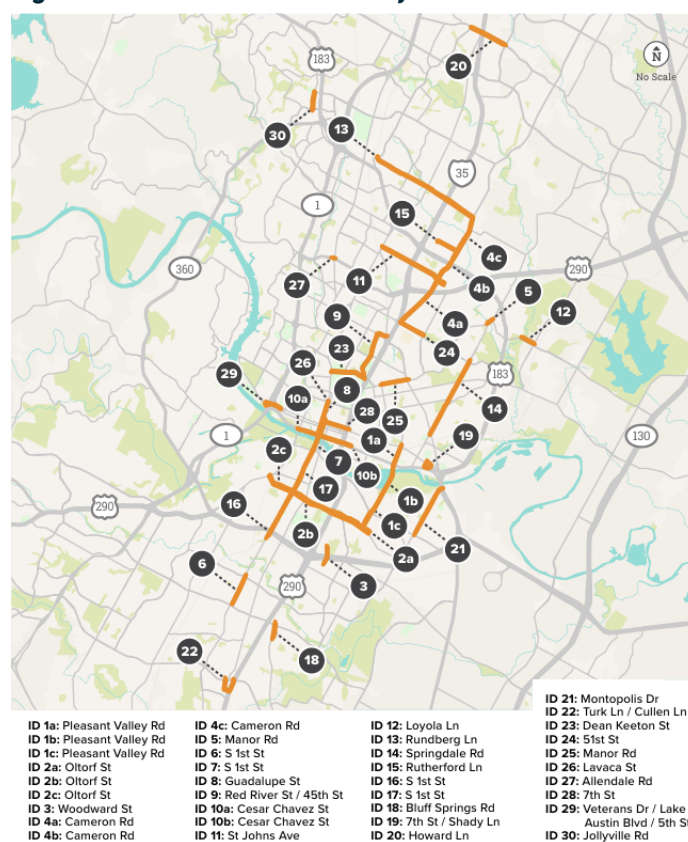 183
20
N
No Scale
30
13
35
1
15
4c
360
11
4b
290
27
5
9
4a
12
26
23
24
29
8
183
10a
28
25
14
1
1a
19
130
2c
7
10b
17
1b
290
16
1c
2b
2a
21
6
290
3
22
18
ID 1a: Pleasant Valley Rd
ID 1b: Pleasant Valley Rd
ID 1c: Pleasant Valley Rd
ID 2a: Oltorf St
ID 2b: Oltorf St
ID 2c: Oltorf St
ID 3: Woodward St
ID 4a: Cameron Rd
ID 4b: Cameron Rd
ID 4c: Cameron Rd
ID 5: Manor Rd
ID 6: S 1st St
ID 7: S 1st St
ID 8: Guadalupe St
ID 9: Red River St / 45th St
ID 10a: Cesar Chavez St
ID 10b: Cesar Chavez St
ID 11: St Johns Ave
ID 12: Loyola Ln
ID 13: Rundberg Ln
ID 14: Springdale Rd
ID 15: Rutherford Ln
ID 16: S 1st St
ID 17: S 1st St
ID 18: Bluff Springs Rd
ID 19: 7th St / Shady Ln
ID 20: Howard Ln
ID 21: Montopolis Dr
ID 22: Turk Ln / Cullen Ln
ID 23: Dean Keeton St
ID 24: 51st St
ID 25: Manor Rd
ID 26: Lavaca St
ID 27: Allendale Rd
ID 28: 7th St
ID 29: Veterans Dr / Lake
Austin Blvd / 5th St
ID 30: Jollyville Rd